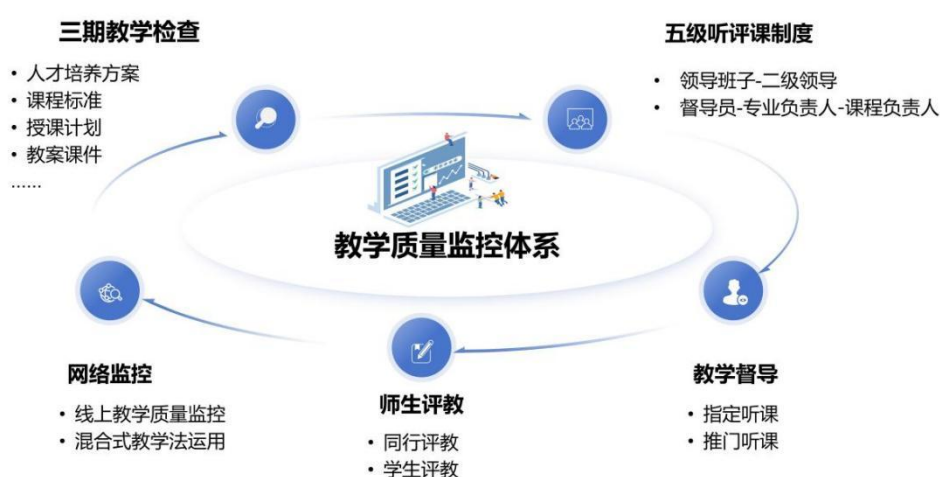 三期教学检查
• 人才培养方案
• 课程标准
• 授课计划
• 教案课件
......
五级听评课制度
• 领导班子-二级领导
• 督导员-专业负责人-课程负责人
教学质量监控体系
网络监控
• 线上教学质量监控
• 混合式教学法运用
师生评教
• 同行评教
• 学生评教
教学督导
• 指定听课
• 推门听课